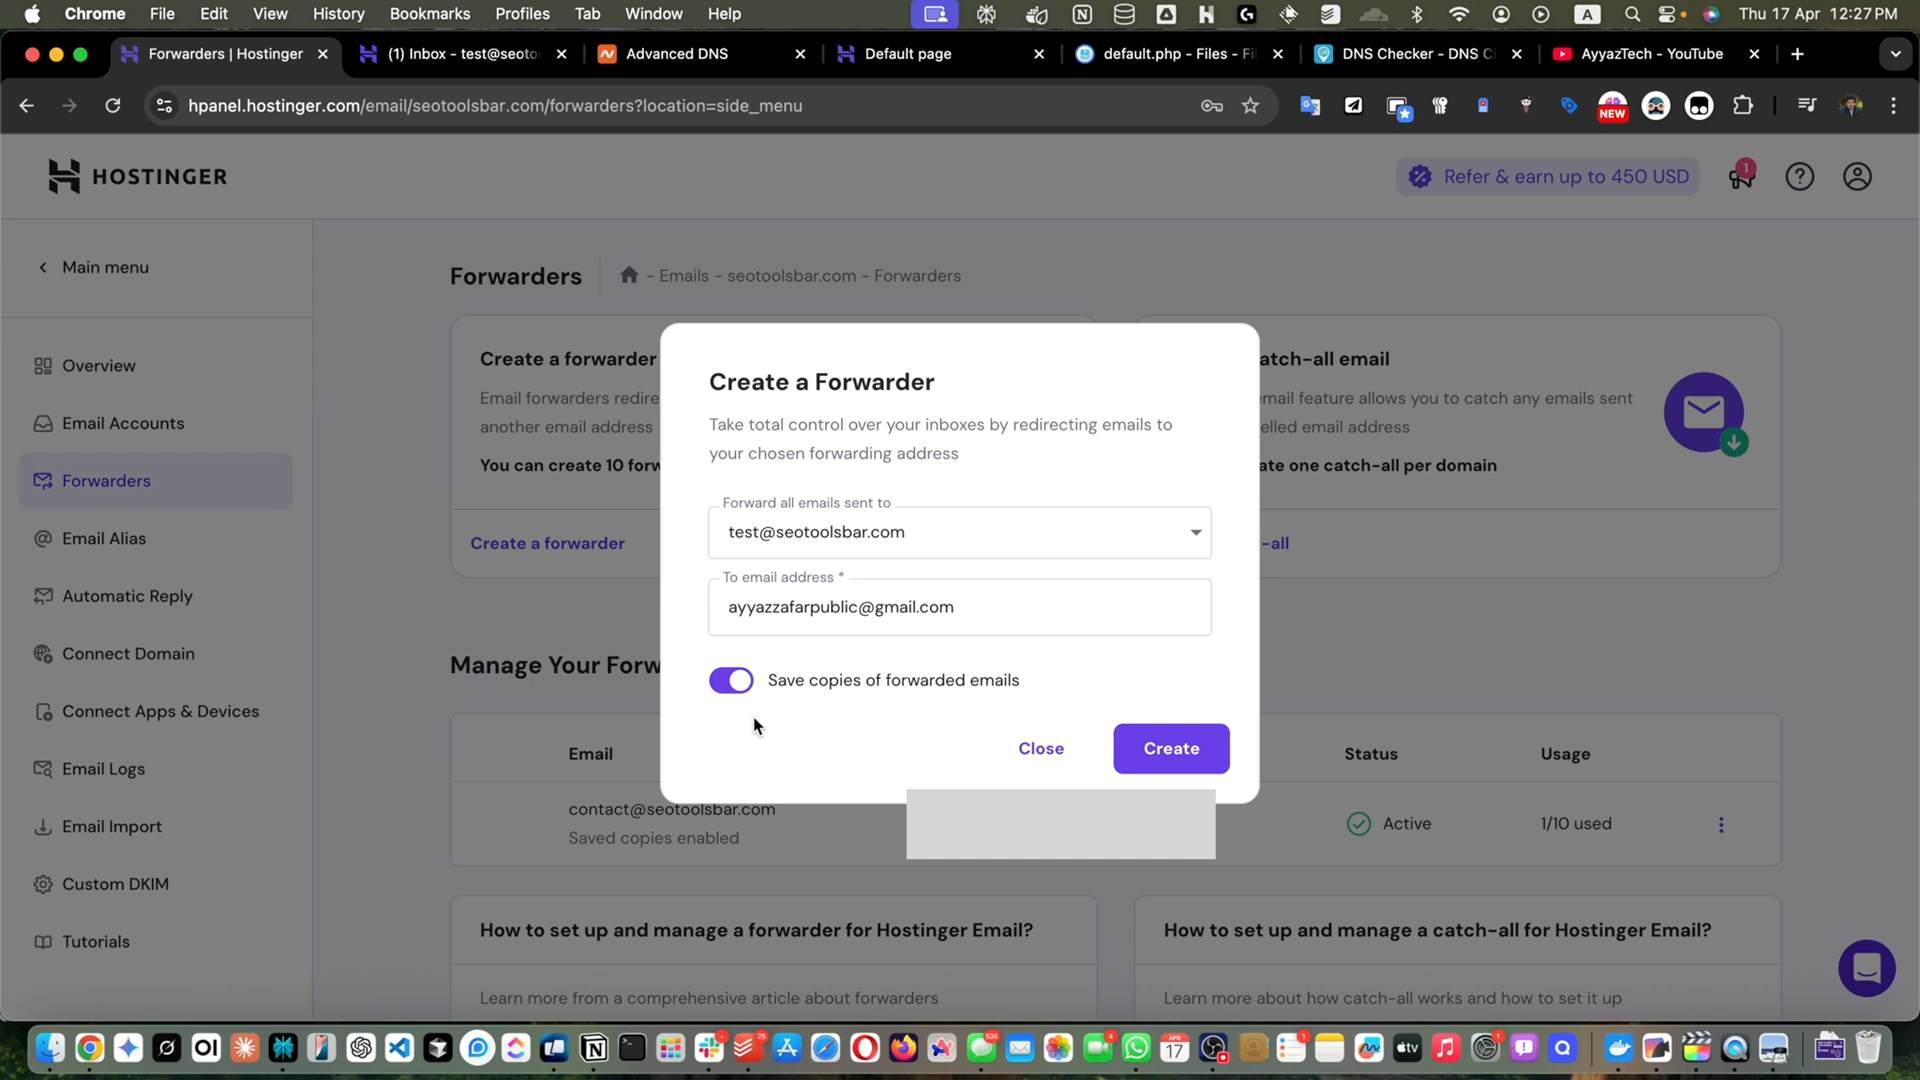 Chrome File Edit View History Bookmarks Profiles Tab Window Help Thu 17 Apr 12:27 PM
Forwarders | Hostinger (1) Inbox - test@seoto Advanced DNS Default page default.php - Files - Fi DNS Checker - DNS C AyyazTech - YouTube
hpanel.hostinger.com/email/seotoolsbar.com/forwarders?location=side_menu NEW
HOSTINGER Refer & earn up to 450 USD 1
Main menu
Forwarders - Emails - seotoolsbar.com - Forwarders
Overview
Email Accounts
Forwarders
Email Alias
Automatic Reply
Connect Domain
Connect Apps & Devices
Email Logs
Email Import
Custom DKIM
Tutorials
Create a forwarder
Email forwarders redire
another email address
You can create 10 forw
Create a forwarder
atch-all email
email feature allows you to catch any emails sent
elled email address
ate one catch-all per domain
-all
Create a Forwarder
Take total control over your inboxes by redirecting emails to
your chosen forwarding address
Forward all emails sent to
test@seotoolsbar.com
To email address *
ayyazzafarpublic@gmail.com
Save copies of forwarded emails
Close Create
Manage Your Forw
Email Status Usage
contact@seotoolsbar.com
Saved copies enabled
Active 1/10 used
How to set up and manage a forwarder for Hostinger Email?
Learn more from a comprehensive article about forwarders
How to set up and manage a catch-all for Hostinger Email?
Learn more about how catch-all works and how to set it up